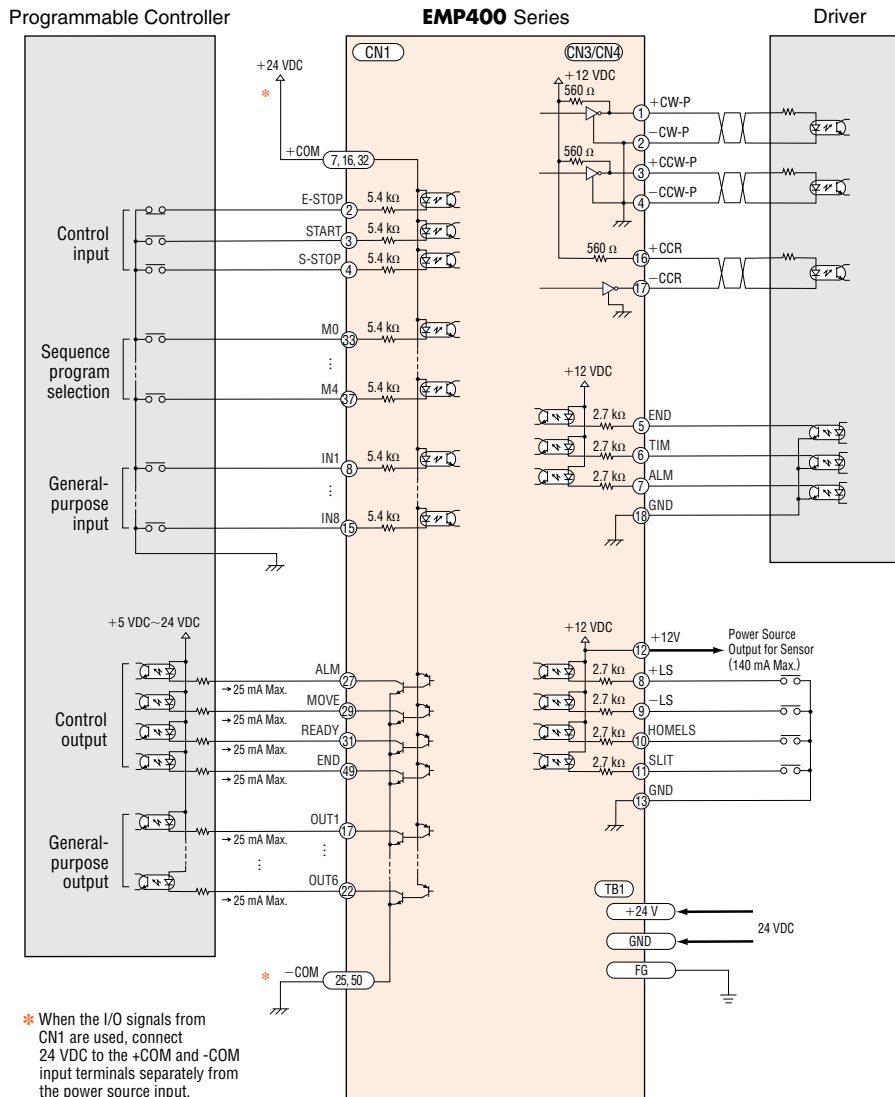 Programmable Controller
EMP400 Series
Driver
CN1
CN3/CN4
+24 VDC
*
+COM
7, 16, 32
Control
input
E-STOP
2
5.4 kΩ
START
3
5.4 kΩ
S-STOP
4
5.4 kΩ
Sequence
program
selection
M0
33
5.4 kΩ
M4
37
5.4 kΩ
General-
purpose
input
IN1
8
5.4 kΩ
IN8
15
5.4 kΩ
+5 VDC~24 VDC
Control
output
ALM
27
→25 mA Max.
MOVE
29
→25 mA Max.
READY
31
→25 mA Max.
END
49
→25 mA Max.
General-
purpose
output
OUT1
17
→25 mA Max.
OUT6
22
→25 mA Max.
*
−COM
25, 50
+12 VDC
560 Ω
1
+CW-P
2
−CW-P
560 Ω
3
+CCW-P
4
−CCW-P
560 Ω
16
+CCR
17
−CCR
+12 VDC
2.7 kΩ
5
END
2.7 kΩ
6
TIM
2.7 kΩ
7
ALM
18
GND
+12 VDC
12
+12V
Power Source
Output for Sensor
(140 mA Max.)
2.7 kΩ
8
+LS
2.7 kΩ
9
−LS
2.7 kΩ
10
HOMELS
2.7 kΩ
11
SLIT
13
GND
TB1
+24 V
GND
24 VDC
FG
* When the I/O signals from
CN1 are used, connect
24 VDC to the +COM and -COM
input terminals separately from
the power source input.